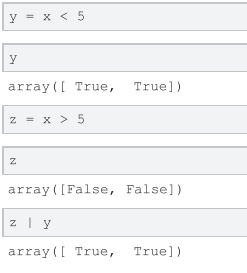 y = x < 5
y
array([ True,  True])
z = x > 5
z
array([False, False])
z | y
array([ True,  True])